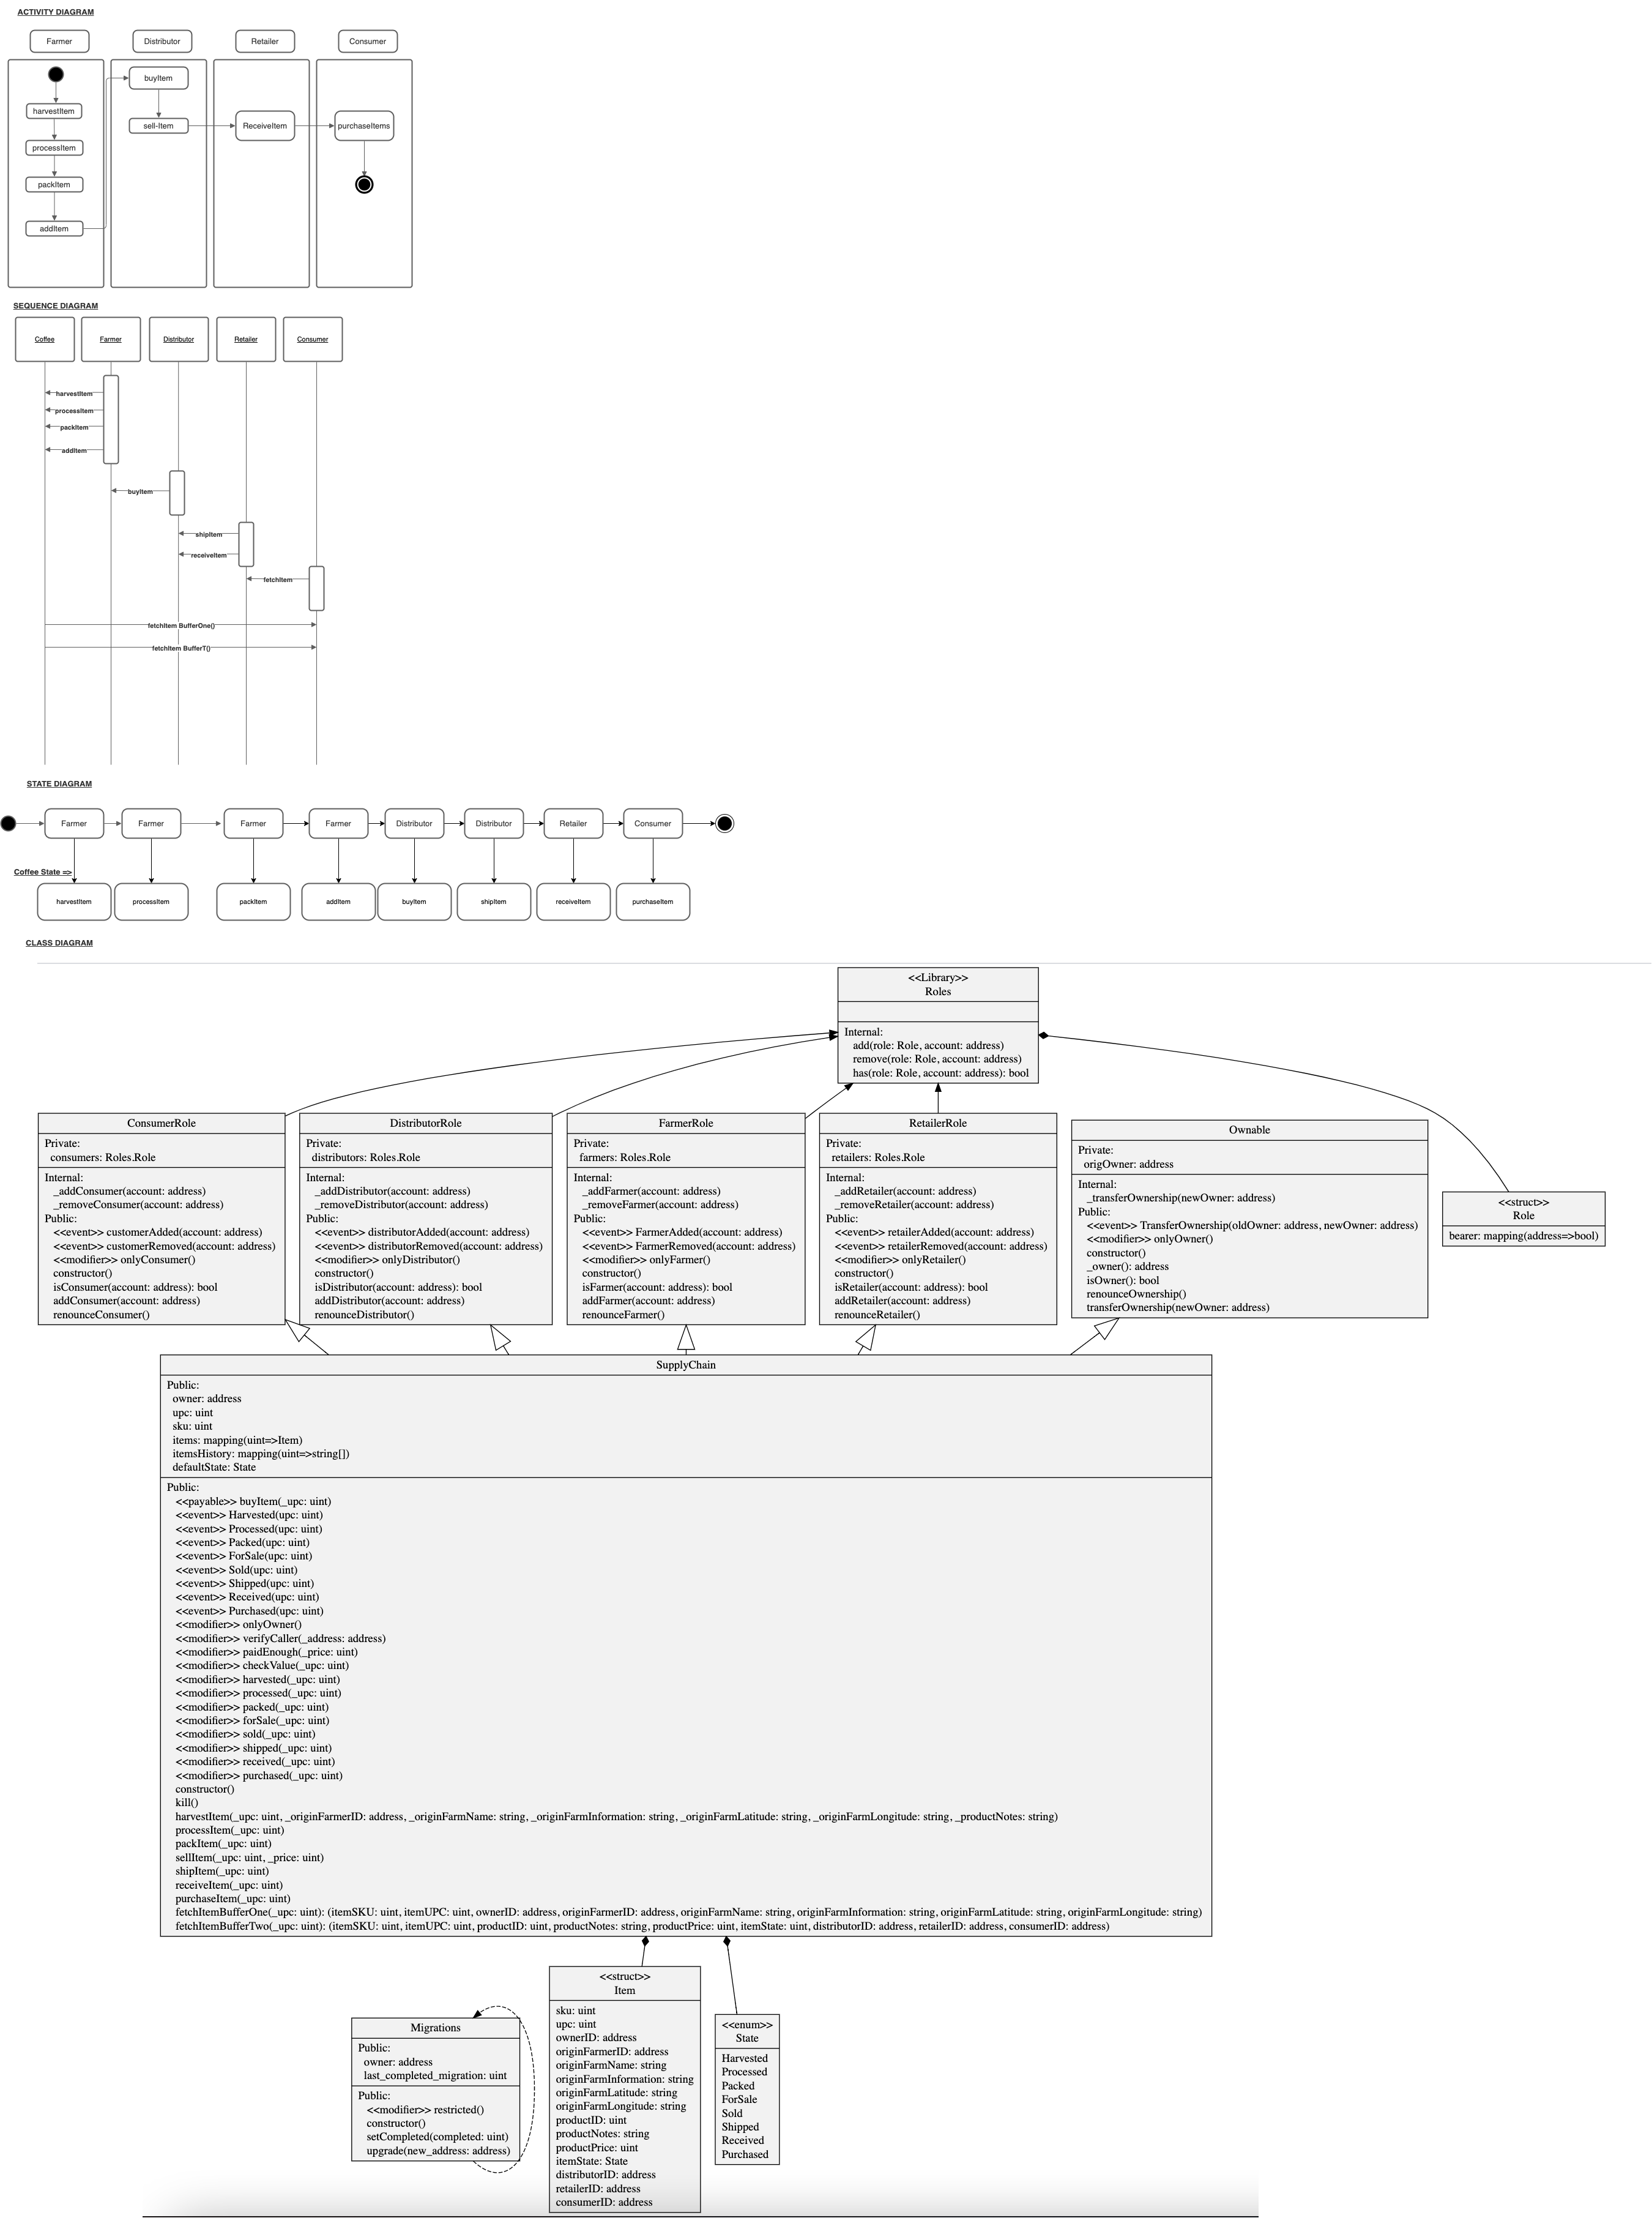 ACTIVITY DIAGRAM
Farmer
Distributor
Retailer
Consumer
harvestItem
processItem
packItem
addItem
buyItem
sell-Item
ReceiveItem
purchaseItems
SEQUENCE DIAGRAM
Coffee
Farmer
Distributor
Retailer
Consumer
harvestItem
processItem
packItem
addItem
buyItem
shipItem
receiveItem
fetchItem
fetchItem BufferOne()
fetchItem BufferT()
STATE DIAGRAM
Farmer
Farmer
Farmer
Farmer
Distributor
Distributor
Retailer
Consumer
Coffee State =>
harvestItem
processItem
packItem
addItem
buyItem
shipItem
receiveItem
purchaseItem
CLASS DIAGRAM
<<Library>>
Roles
Internal:
add(role: Role, account: address)
remove(role: Role, account: address)
has(role: Role, account: address): bool
ConsumerRole
Private:
consumers: Roles.Role
Internal:
_addConsumer(account: address)
_removeConsumer(account: address)
Public:
<<event>> customerAdded(account: address)
<<event>> customerRemoved(account: address)
<<modifier>> onlyConsumer()
constructor()
isConsumer(account: address): bool
addConsumer(account: address)
renounceConsumer()
DistributorRole
Private:
distributors: Roles.Role
Internal:
_addDistributor(account: address)
_removeDistributor(account: address)
Public:
<<event>> distributorAdded(account: address)
<<event>> distributorRemoved(account: address)
<<modifier>> onlyDistributor()
constructor()
isDistributor(account: address): bool
addDistributor(account: address)
renounceDistributor()
FarmerRole
Private:
farmers: Roles.Role
Internal:
_addFarmer(account: address)
_removeFarmer(account: address)
Public:
<<event>> FarmerAdded(account: address)
<<event>> FarmerRemoved(account: address)
<<modifier>> onlyFarmer()
constructor()
isFarmer(account: address): bool
addFarmer(account: address)
renounceFarmer()
RetailerRole
Private:
retailers: Roles.Role
Internal:
_addRetailer(account: address)
_removeRetailer(account: address)
Public:
<<event>> retailerAdded(account: address)
<<event>> retailerRemoved(account: address)
<<modifier>> onlyRetailer()
constructor()
isRetailer(account: address): bool
addRetailer(account: address)
renounceRetailer()
Ownable
Private:
origOwner: address
Internal:
_transferOwnership(newOwner: address)
Public:
<<event>> TransferOwnership(oldOwner: address, newOwner: address)
<<modifier>> onlyOwner()
constructor()
_owner(): address
isOwner(): bool
renounceOwnership()
transferOwnership(newOwner: address)
<<struct>>
Role
bearer: mapping(address=>bool)
SupplyChain
Public:
owner: address
upc: uint
sku: uint
items: mapping(uint=>Item)
itemsHistory: mapping(uint=>string[])
defaultState: State
Public:
<<payable>> buyItem(_upc: uint)
<<event>> Harvested(upc: uint)
<<event>> Processed(upc: uint)
<<event>> Packed(upc: uint)
<<event>> ForSale(upc: uint)
<<event>> Sold(upc: uint)
<<event>> Shipped(upc: uint)
<<event>> Received(upc: uint)
<<event>> Purchased(upc: uint)
<<modifier>> onlyOwner()
<<modifier>> verifyCaller(_address: address)
<<modifier>> paidEnough(_price: uint)
<<modifier>> checkValue(_upc: uint)
<<modifier>> harvested(_upc: uint)
<<modifier>> processed(_upc: uint)
<<modifier>> packed(_upc: uint)
<<modifier>> forSale(_upc: uint)
<<modifier>> sold(_upc: uint)
<<modifier>> shipped(_upc: uint)
<<modifier>> received(_upc: uint)
<<modifier>> purchased(_upc: uint)
constructor()
kill()
harvestItem(_upc: uint, _originFarmerID: address, _originFarmName: string, _originFarmInformation: string, _originFarmLatitude: string, _originFarmLongitude: string, _productNotes: string)
processItem(_upc: uint)
packItem(_upc: uint)
sellItem(_upc: uint, _price: uint)
shipItem(_upc: uint)
receiveItem(_upc: uint)
purchaseItem(_upc: uint)
fetchItemBufferOne(_upc: uint): (itemSKU: uint, itemUPC: uint, ownerID: address, originFarmerID: address, originFarmName: string, originFarmInformation: string, originFarmLatitude: string, originFarmLongitude: string)
fetchItemBufferTwo(_upc: uint): (itemSKU: uint, itemUPC: uint, productID: uint, productNotes: string, productPrice: uint, itemState: uint, distributorID: address, retailerID: address, consumerID: address)
Migrations
Public:
owner: address
last_completed_migration: uint
Public:
<<modifier>> restricted()
constructor()
setCompleted(completed: uint)
upgrade(new_address: address)
<<struct>>
Item
sku: uint
upc: uint
ownerID: address
originFarmerID: address
originFarmName: string
originFarmInformation: string
originFarmLatitude: string
originFarmLongitude: string
productID: uint
productNotes: string
productPrice: uint
itemState: State
distributorID: address
retailerID: address
consumerID: address
<<enum>>
State
Harvested
Processed
Packed
ForSale
Sold
Shipped
Received
Purchased